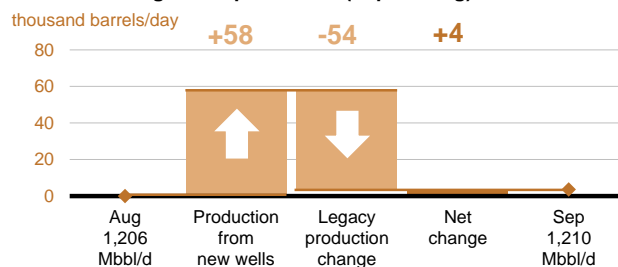 thousand barrels/day
+58 -54 +4
80
60
40
20
0
Aug Production Legacy Net Sep
1,206 from production change 1,210
Mbbl/d new wells change Mbbl/d